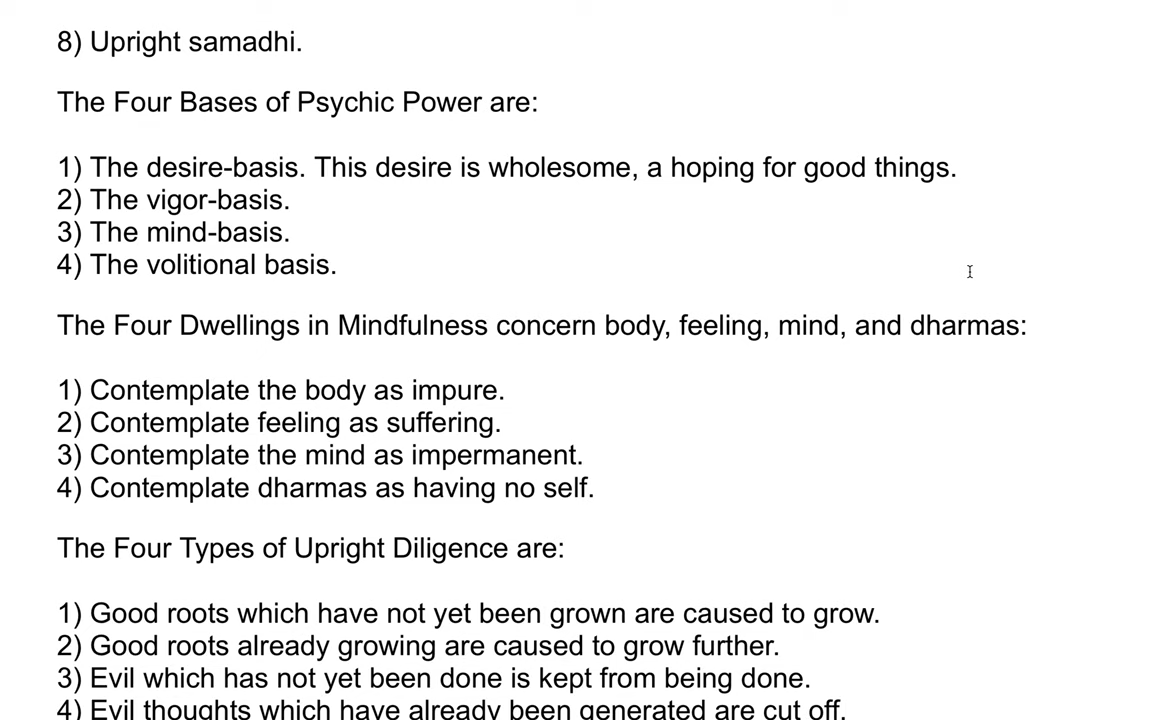 8) Upright samadhi.
The Four Bases of Psychic Power are:
1) The desire-basis. This desire is wholesome, a hoping for good things.
2) The vigor-basis.
3) The mind-basis.
4) The volitional basis.
The Four Dwellings in Mindfulness concern body, feeling, mind, and dharmas:
1) Contemplate the body as impure.
2) Contemplate feeling as suffering.
3) Contemplate the mind as impermanent.
4) Contemplate dharmas as having no self.
The Four Types of Upright Diligence are:
1) Good roots which have not yet been grown are caused to grow.
2) Good roots already growing are caused to grow further.
3) Evil which has not yet been done is kept from being done.
4) Evil thoughts which have already been generated are cut off.